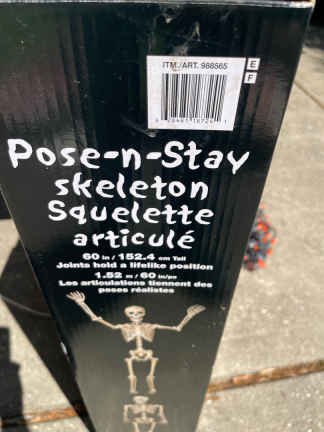 ITM./ART. 988565
E
F
Pose-n-Stay
skeleton
Squelette
articulé
60 in / 152.4 cm Tall
Joints hold a lifelike position
1.52 m / 60 in/po
Les articulations tiennent des
poses réalistes